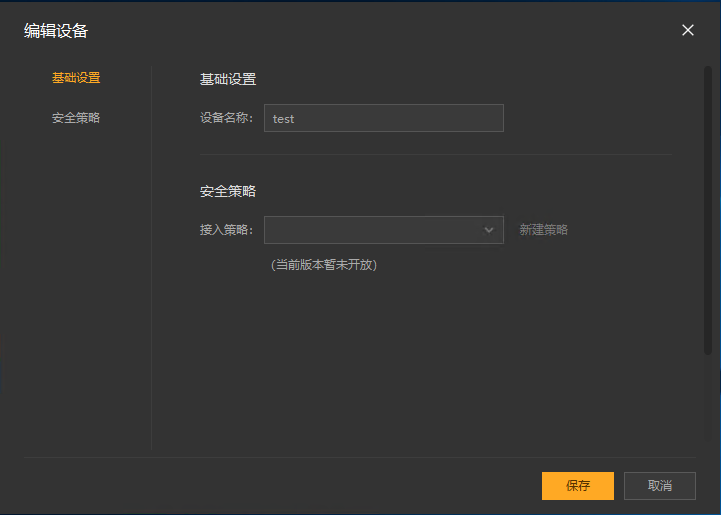 编辑设备
基础设置
安全策略
基础设置
设备名称： test
安全策略
接入策略： 新建策略
(当前版本暂未开放)
保存 取消